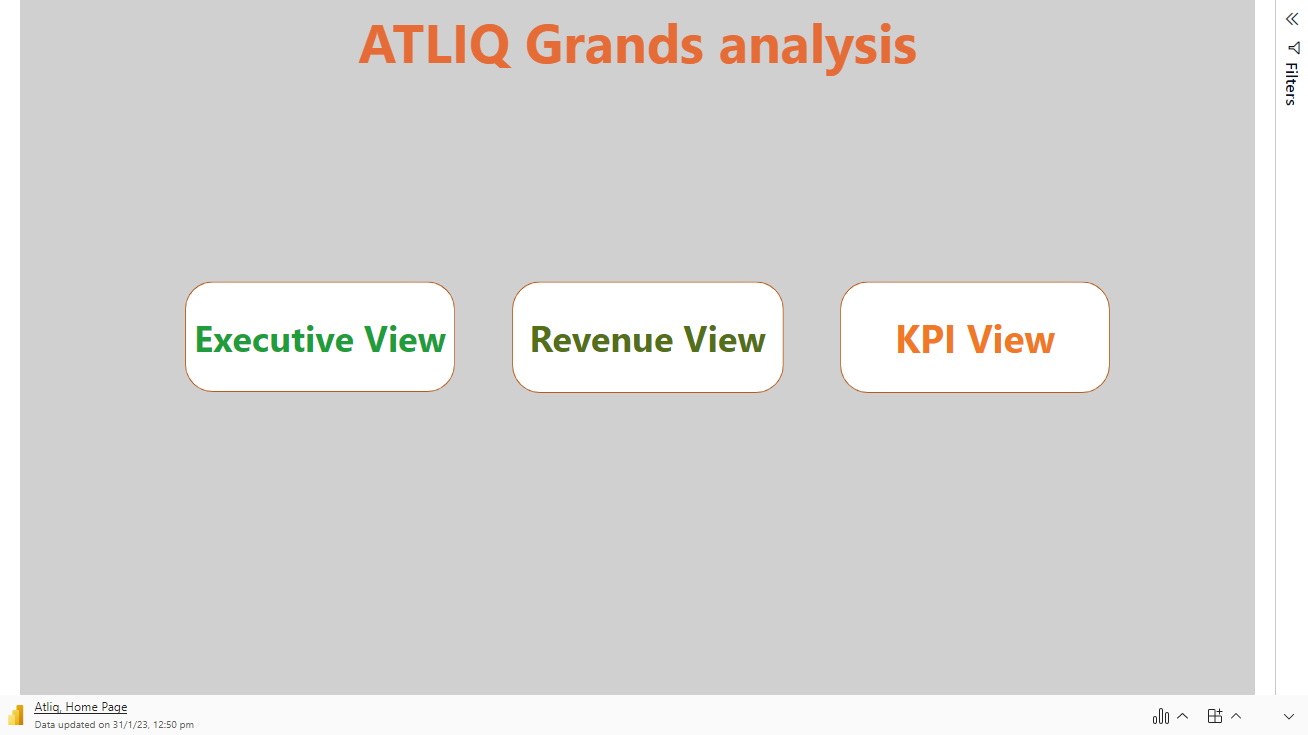 ATLIQ Grands analysis
Filters
Executive View
Revenue View
KPI View
Atliq, Home Page
Data updated on 31/1/23, 12:50 pm